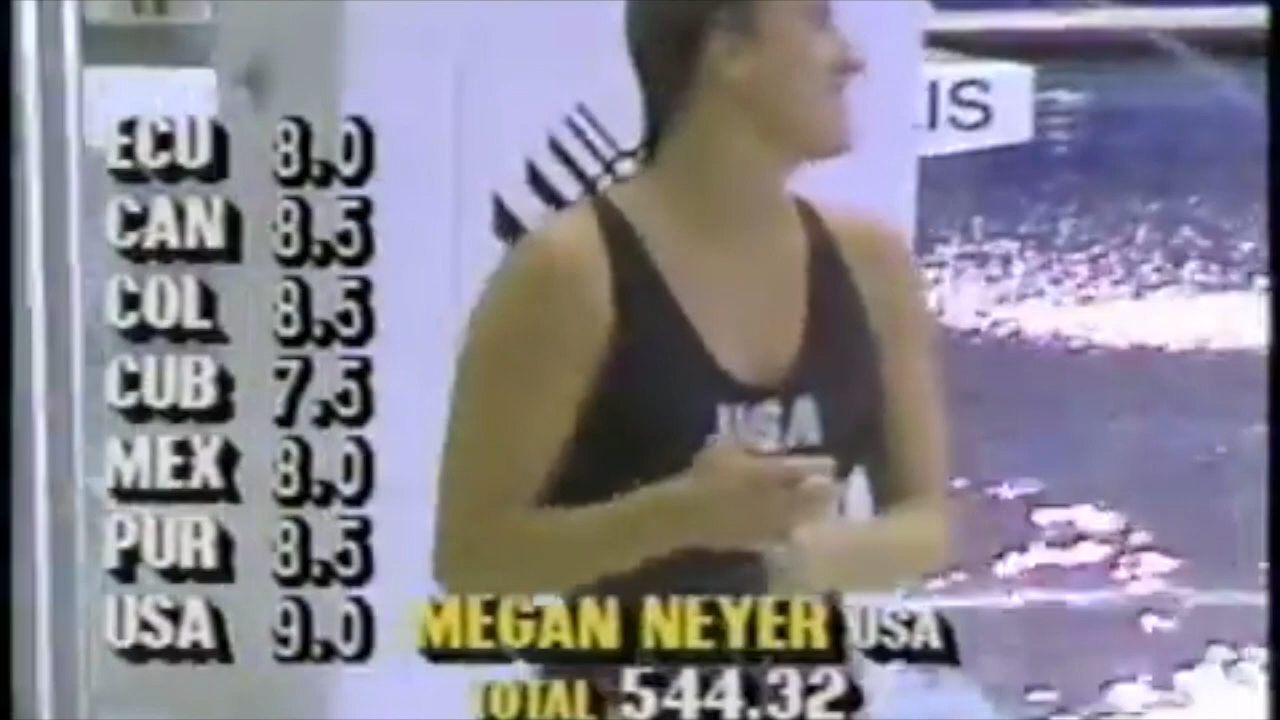 ECU 8.0
CAN 8.5
COL 8.5
CUB 7.5
MEX 8.0
PUR 8.5
USA 9.0
MEGAN NEYER USA
TOTAL 544.32
USA
IS